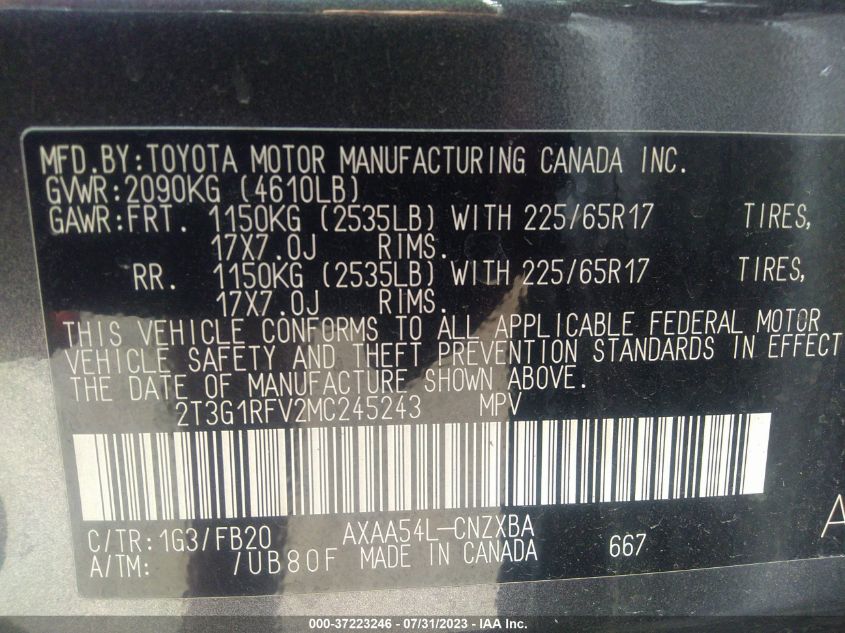 MFD.BY:TOYOTA MOTOR MANUFACTURING CANADA INC.
GVWR:2090KG (4610LB)
GAWR:FRT. 1150KG (2535LB) WITH 225/65R17 TIRES,
17X7.0J RIMS.
RR. 1150KG (2535LB) WITH 225/65R17 TIRES,
17X7.0J RIMS.
THIS VEHICLE CONFORMS TO ALL APPLICABLE FEDERAL MOTOR
VEHICLE SAFETY AND THEFT PREVENTION STANDARDS IN EFFECT
THE DATE OF MANUFACTURE SHOWN ABOVE.
2T3G1RFV2MC245243 MPV
C/TR:1G3/FB20 AXAA54L-CNZXBA A
A/TM: /UB80F MADE IN CANADA 667
000-37223246 - 07/31/2023 - IAA Inc.